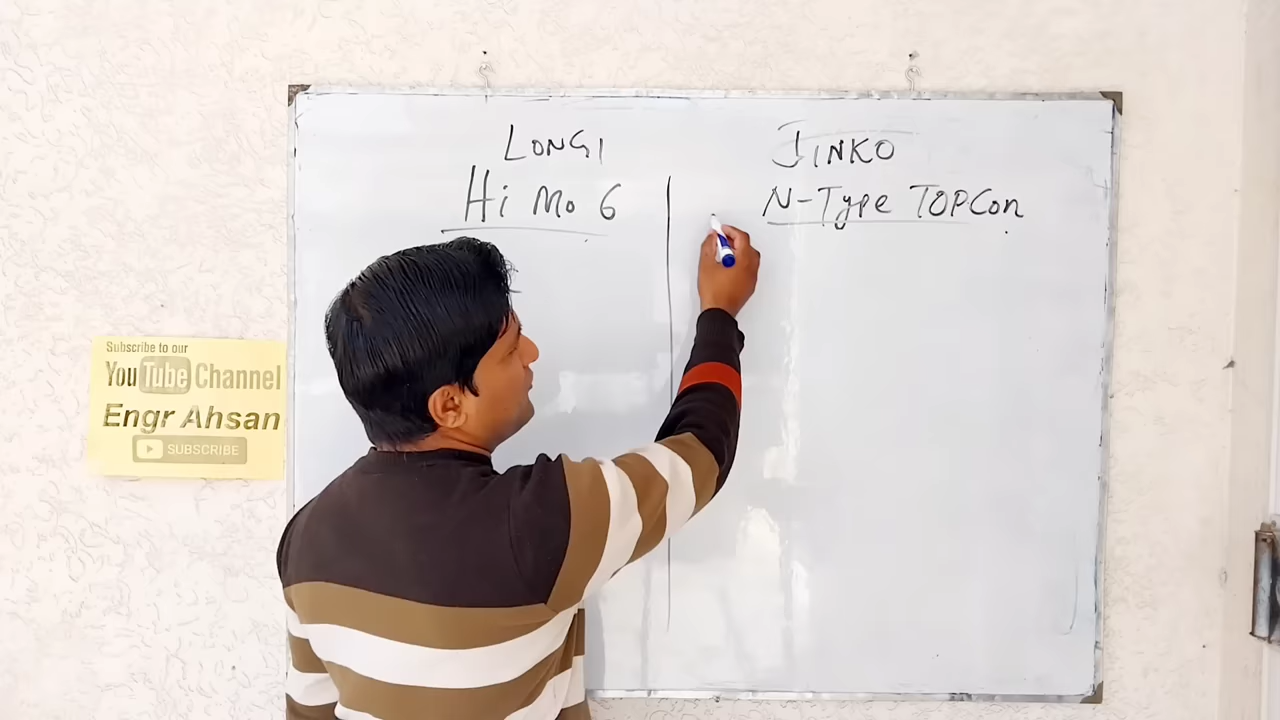 LONGI
Hi Mo 6
JINKO
N-Type TOPCon
Subscribe to our
YouTube Channel
Engr Ahsan
SUBSCRIBE